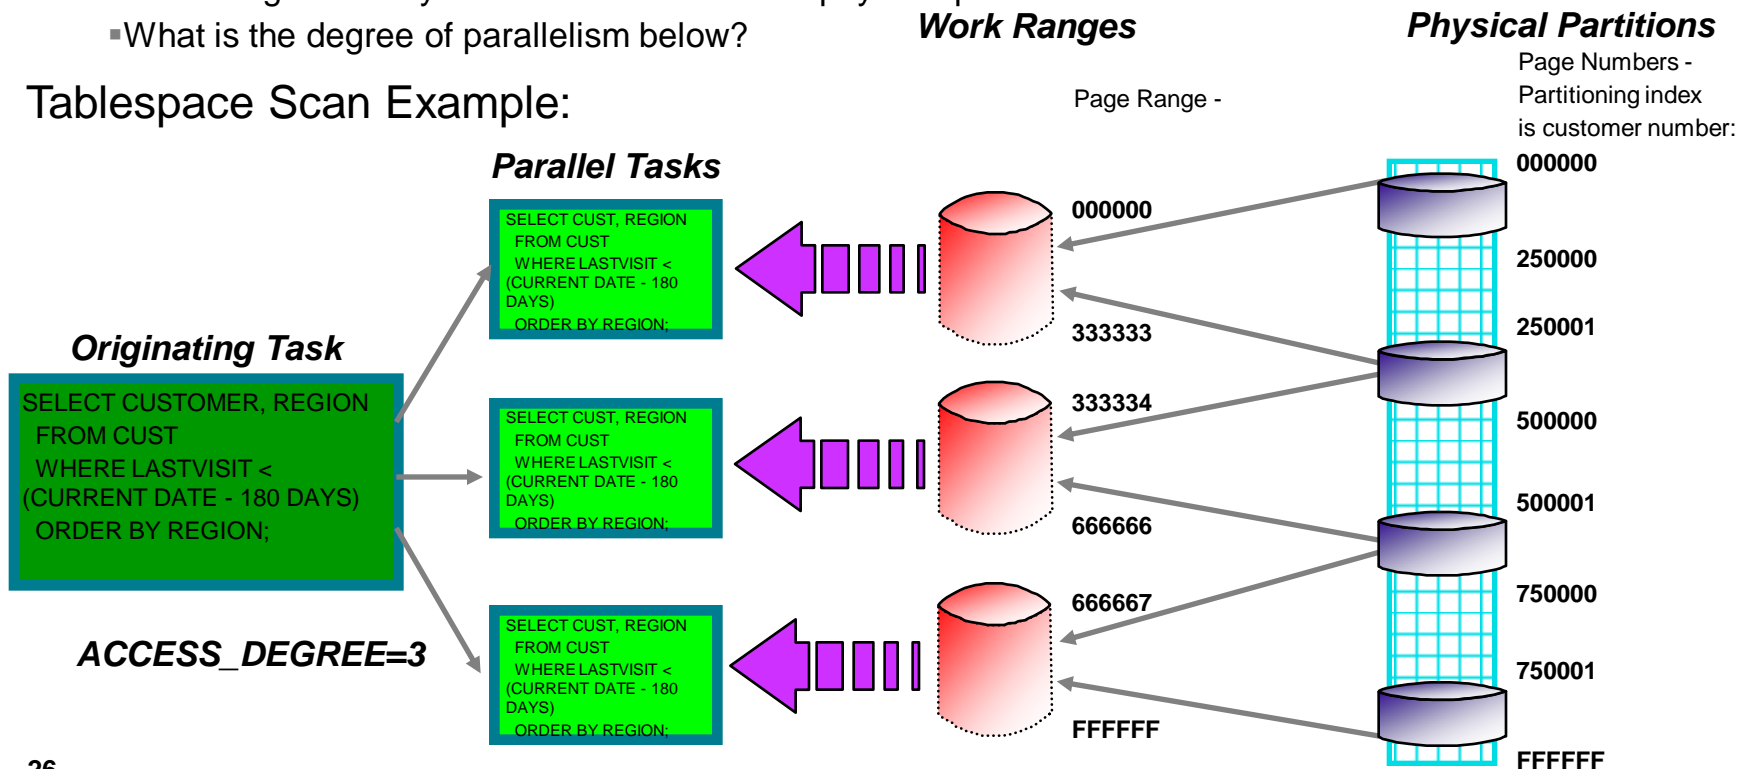 ▪What is the degree of parallelism below?
Work Ranges
Physical Partitions
Page Numbers -
Partitioning index
is customer number:
Tablespace Scan Example:
Page Range -
Parallel Tasks
Originating Task
SELECT CUSTOMER, REGION
FROM CUST
WHERE LASTVISIT <
(CURRENT DATE - 180 DAYS)
ORDER BY REGION;
ACCESS_DEGREE=3
SELECT CUST, REGION
FROM CUST
WHERE LASTVISIT <
(CURRENT DATE - 180
DAYS)
ORDER BY REGION;
SELECT CUST, REGION
FROM CUST
WHERE LASTVISIT <
(CURRENT DATE - 180
DAYS)
ORDER BY REGION;
SELECT CUST, REGION
FROM CUST
WHERE LASTVISIT <
(CURRENT DATE - 180
DAYS)
ORDER BY REGION;
000000
333333
333334
666666
666667
FFFFFF
000000
250000
250001
500000
500001
750000
750001
FFFFFF
26